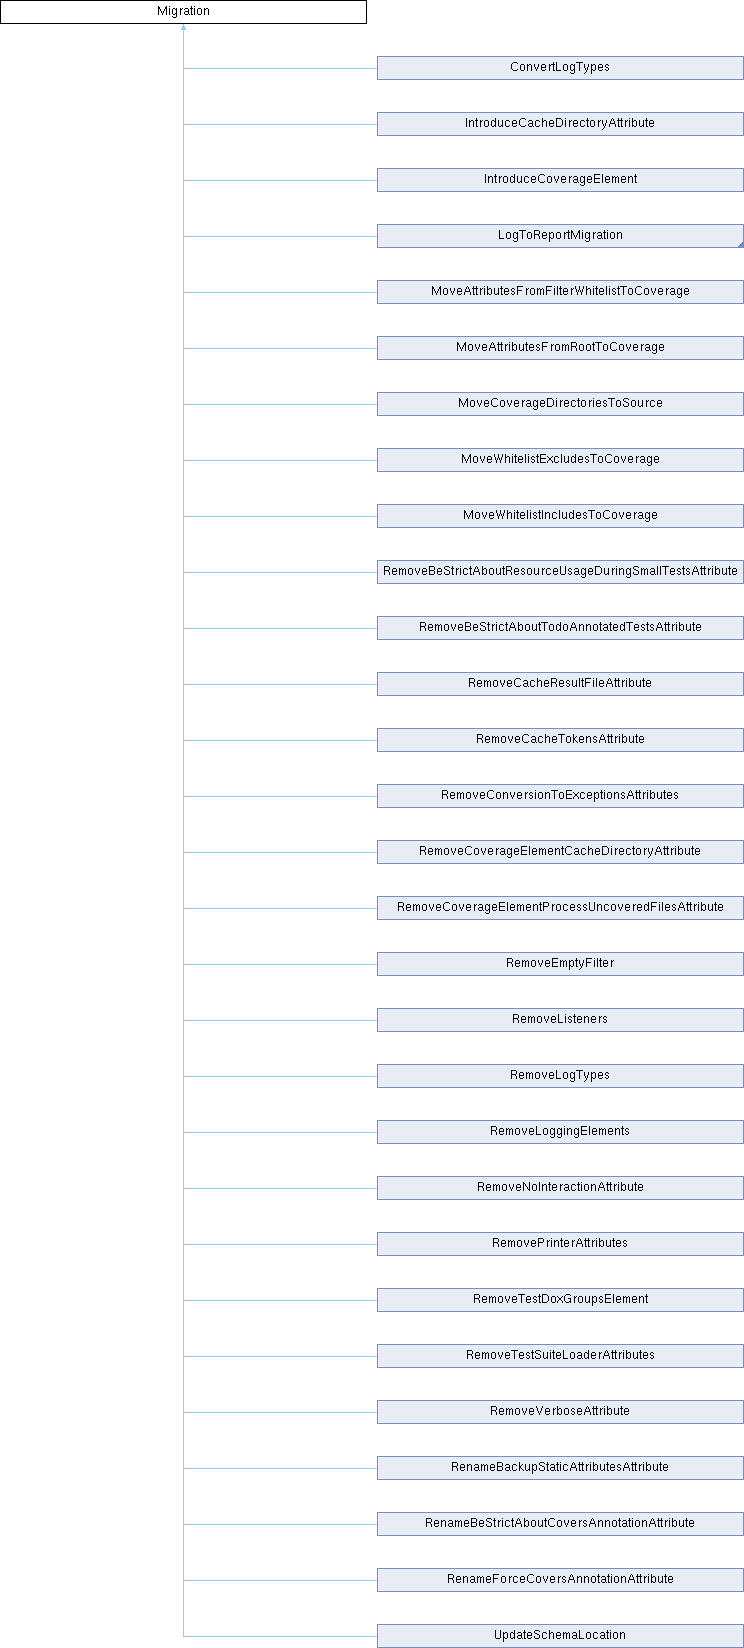 Migration
ConvertLogTypes
IntroduceCacheDirectoryAttribute
IntroduceCoverageElement
LogToReportMigration
MoveAttributesFromFilterWhitelistToCoverage
MoveAttributesFromRootToCoverage
MoveCoverageDirectoriesToSource
MoveWhitelistExcludesToCoverage
MoveWhitelistIncludesToCoverage
RemoveBeStrictAboutResourceUsageDuringSmallTestsAttribute
RemoveBeStrictAboutTodoAnnotatedTestsAttribute
RemoveCacheResultFileAttribute
RemoveCacheTokensAttribute
RemoveConversionToExceptionsAttributes
RemoveCoverageElementCacheDirectoryAttribute
RemoveCoverageElementProcessUncoveredFilesAttribute
RemoveEmptyFilter
RemoveListeners
RemoveLogTypes
RemoveLoggingElements
RemoveNoInteractionAttribute
RemovePrinterAttributes
RemoveTestDoxGroupsElement
RemoveTestSuiteLoaderAttributes
RemoveVerboseAttribute
RenameBackupStaticAttributesAttribute
RenameBeStrictAboutCoversAnnotationAttribute
RenameForceCoversAnnotationAttribute
UpdateSchemaLocation